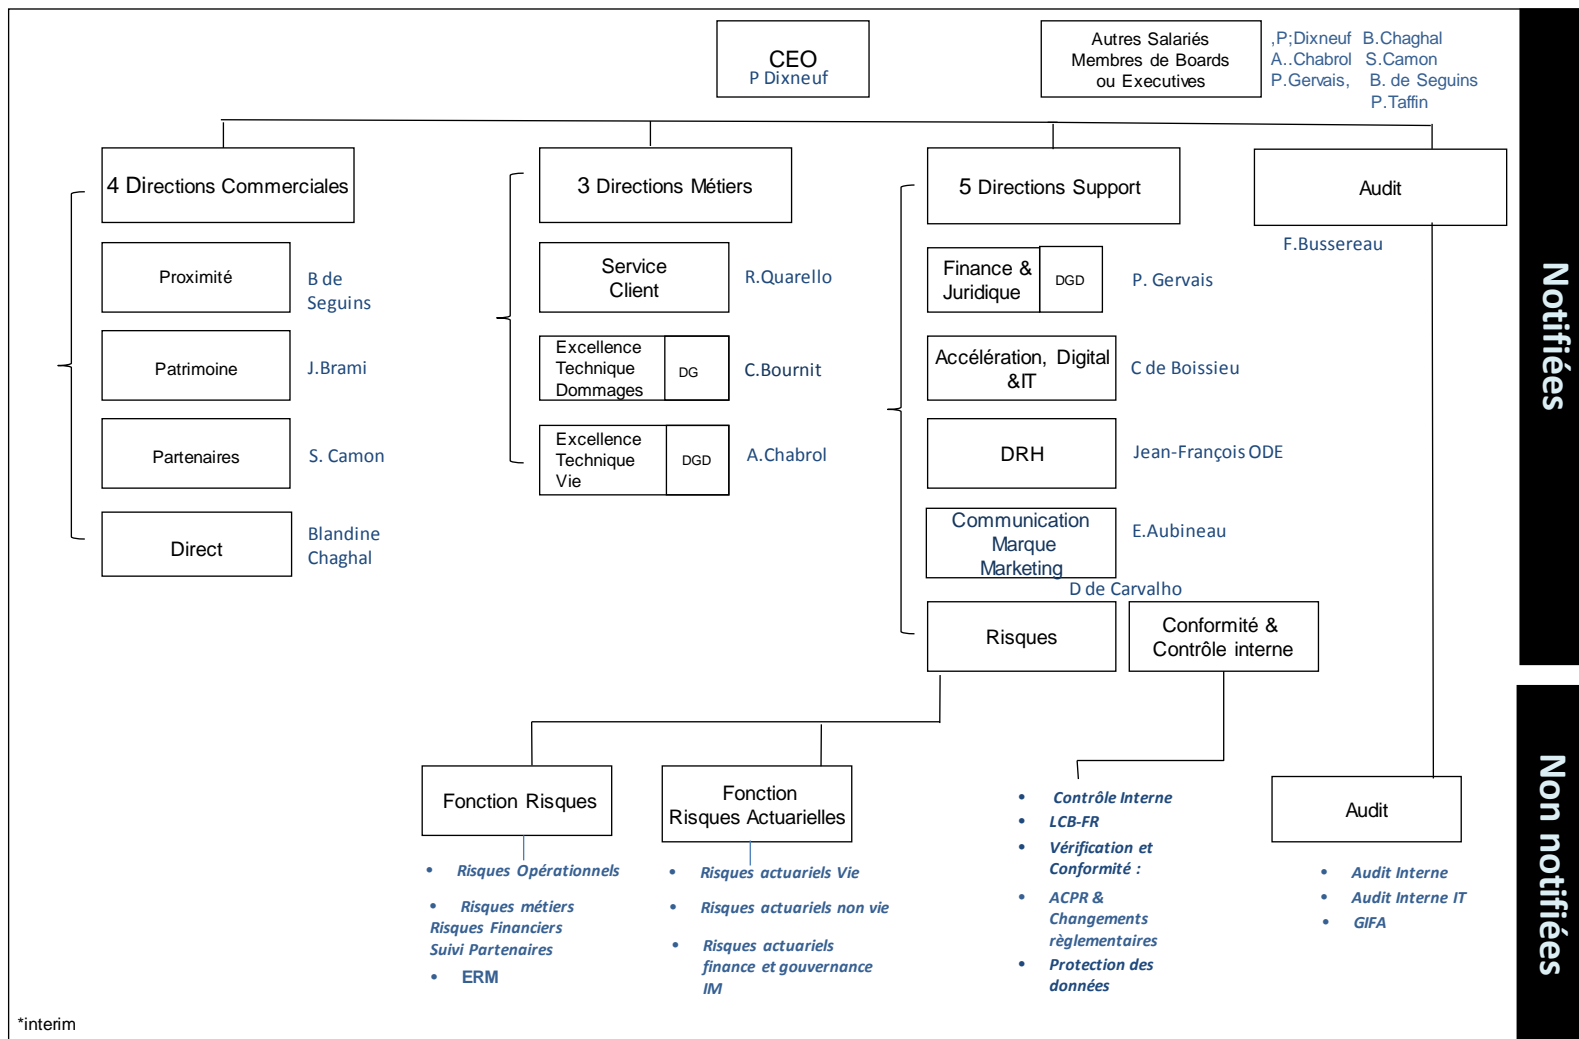 CEO
P Dixneuf
Autres Salariés
Membres de Boards
ou Executives
,P;Dixneuf B.Chaghal
A..Chabrol S.Camon
P.Gervais, B. de Seguins
P.Taffin
4 Directions Commerciales
Proximité
B de
Seguins
Patrimoine
J.Brami
Partenaires
S. Camon
Direct
Blandine
Chaghal
3 Directions Métiers
Service
Client
R.Quarello
Excellence
Technique
Dommages
DG
C.Bournit
Excellence
Technique
Vie
DGD
A.Chabrol
5 Directions Support
Finance &
Juridique
DGD
P. Gervais
Accélération, Digital
&IT
C de Boissieu
DRH
Jean-François ODE
Communication
Marque
Marketing
E.Aubineau
D de Carvalho
Risques
Conformité &
Contrôle interne
Audit
F.Bussereau
Notifiées
Fonction Risques
• Risques Opérationnels
• Risques métiers
Risques Financiers
Suivi Partenaires
• ERM
Fonction
Risques Actuarielles
• Risques actuariels Vie
• Risques actuariels non vie
• Risques actuariels
finance et gouvernance
IM
• Contrôle Interne
• LCB-FR
• Vérification et
Conformité :
• ACPR &
Changements
règlementaires
• Protection des
données
Audit
• Audit Interne
• Audit Interne IT
• GIFA
Non notifiées
*interim